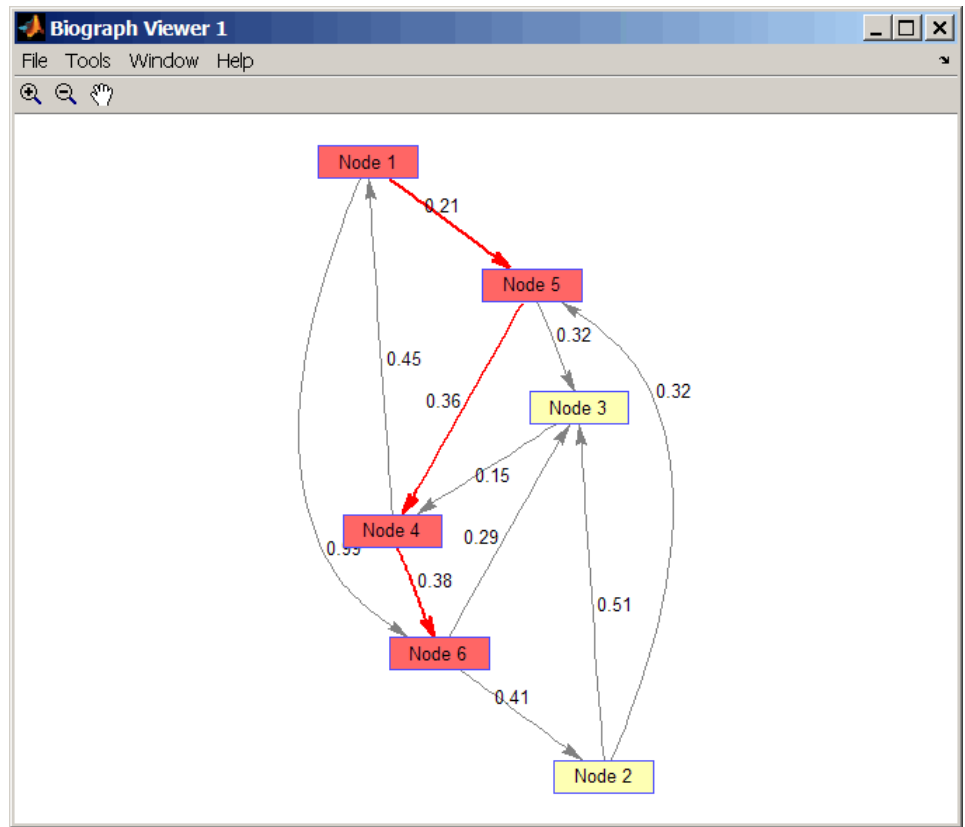 Biograph Viewer 1
File Tools Window Help
Node 1
0.21
Node 5
0.32
0.45
0.32
0.36
Node 3
0.15
Node 4
0.29
0.99
0.38
0.51
Node 6
0.41
Node 2